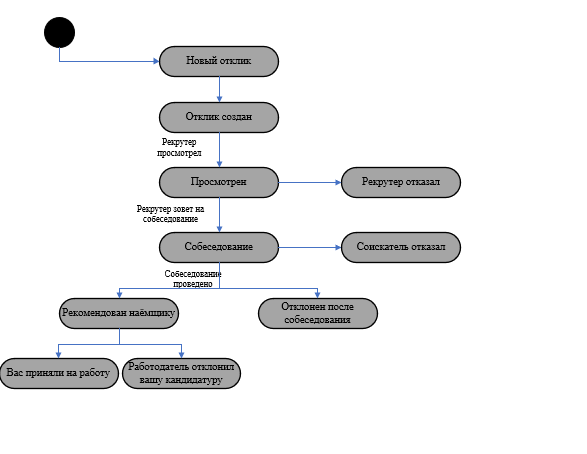 Новый отклик
Отклик создан
Рекрутер
просмотрел
Просмотрен
Рекрутер отказал
Рекрутер зовет на
собеседование
Собеседование
Соискатель отказал
Собеседование
проведено
Рекомендован наёмщику
Отклонен после
собеседования
Вас приняли на работу
Работодатель отклонил
вашу кандидатуру